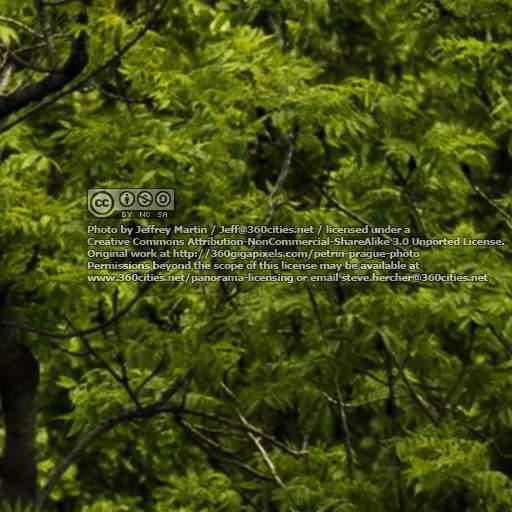 cc
BY NC SA
Photo by Jeffrey Martin / Jeff@360cities.net / licensed under a
Creative Commons Attribution-NonCommercial-ShareAlike 3.0 Unported License.
Original work at http://360gigapixels.com/petrin-prague-photo
Permissions beyond the scope of this license may be available at
www.360cities.net/panorama-licensing or email steve.hercher@360cities.net